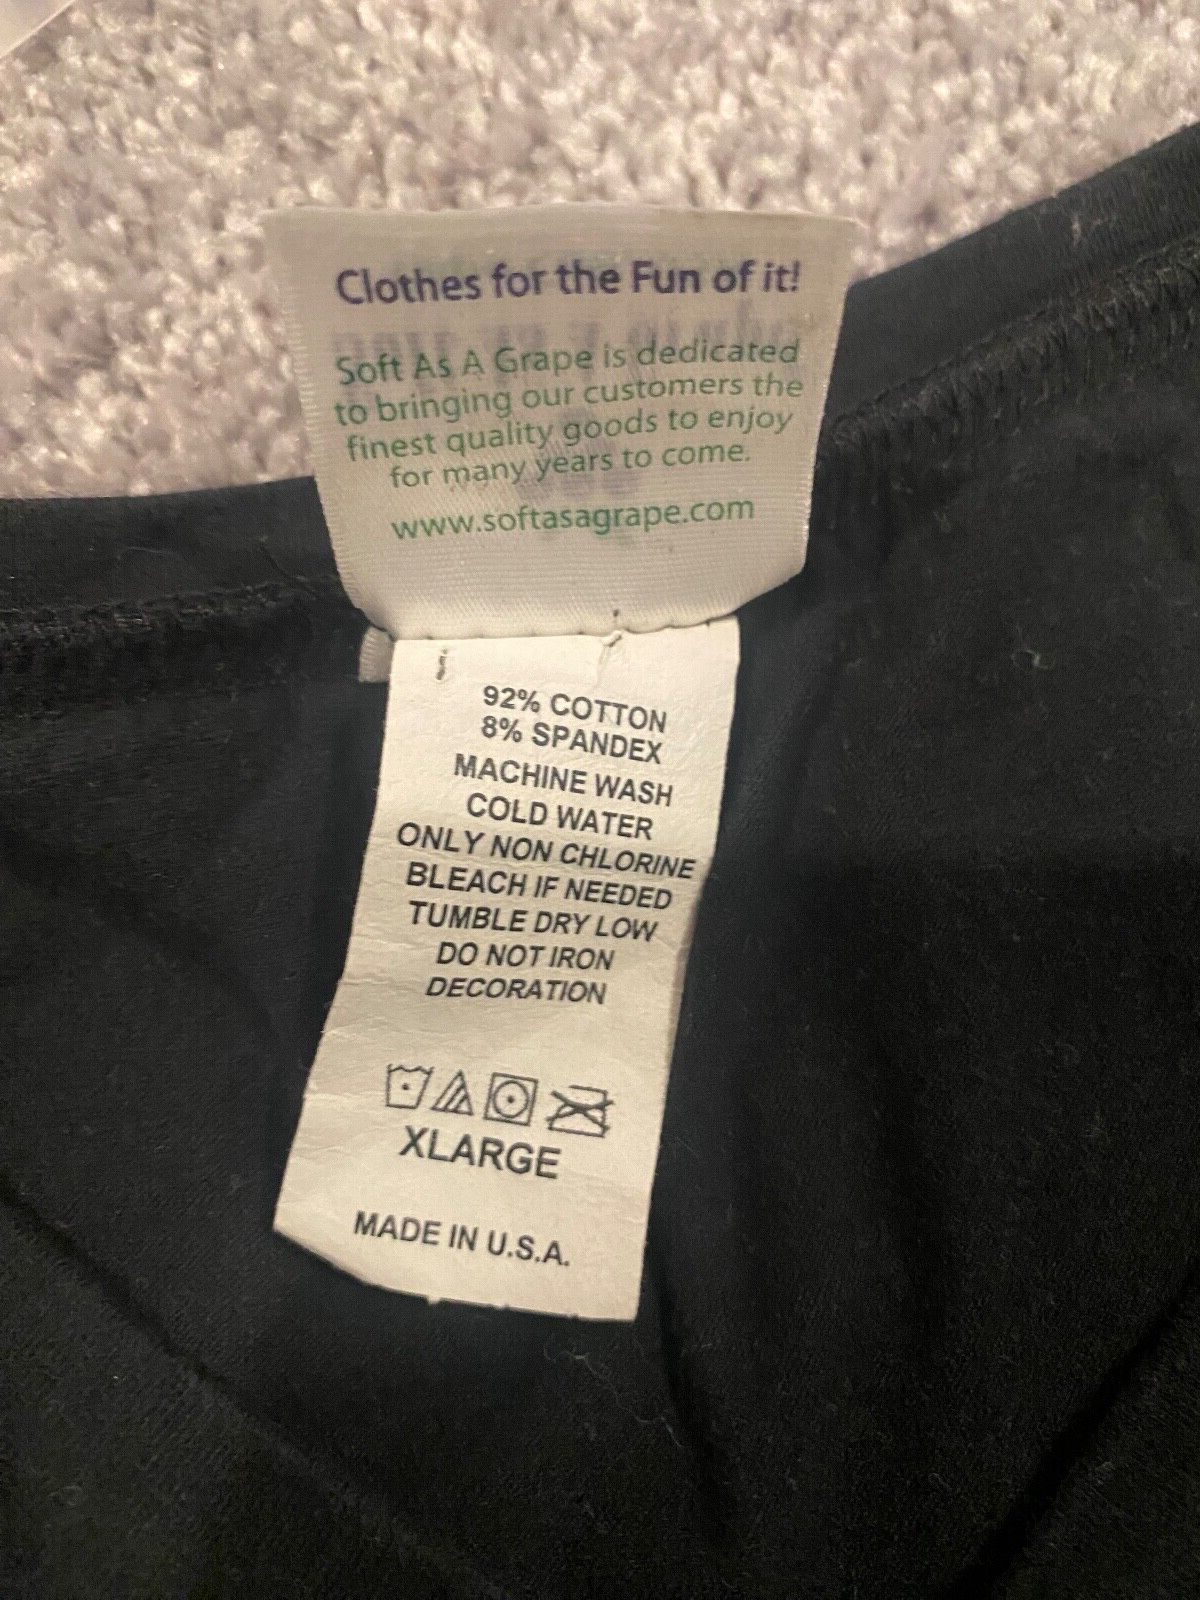 Clothes for the Fun of it!
Soft As A Grape is dedicated
to bringing our customers the
finest quality goods to enjoy
for many years to come.
www.softasagrape.com
92% COTTON
8% SPANDEX
MACHINE WASH
COLD WATER
ONLY NON CHLORINE
BLEACH IF NEEDED
TUMBLE DRY LOW
DO NOT IRON
DECORATION
XLARGE
MADE IN U.S.A.